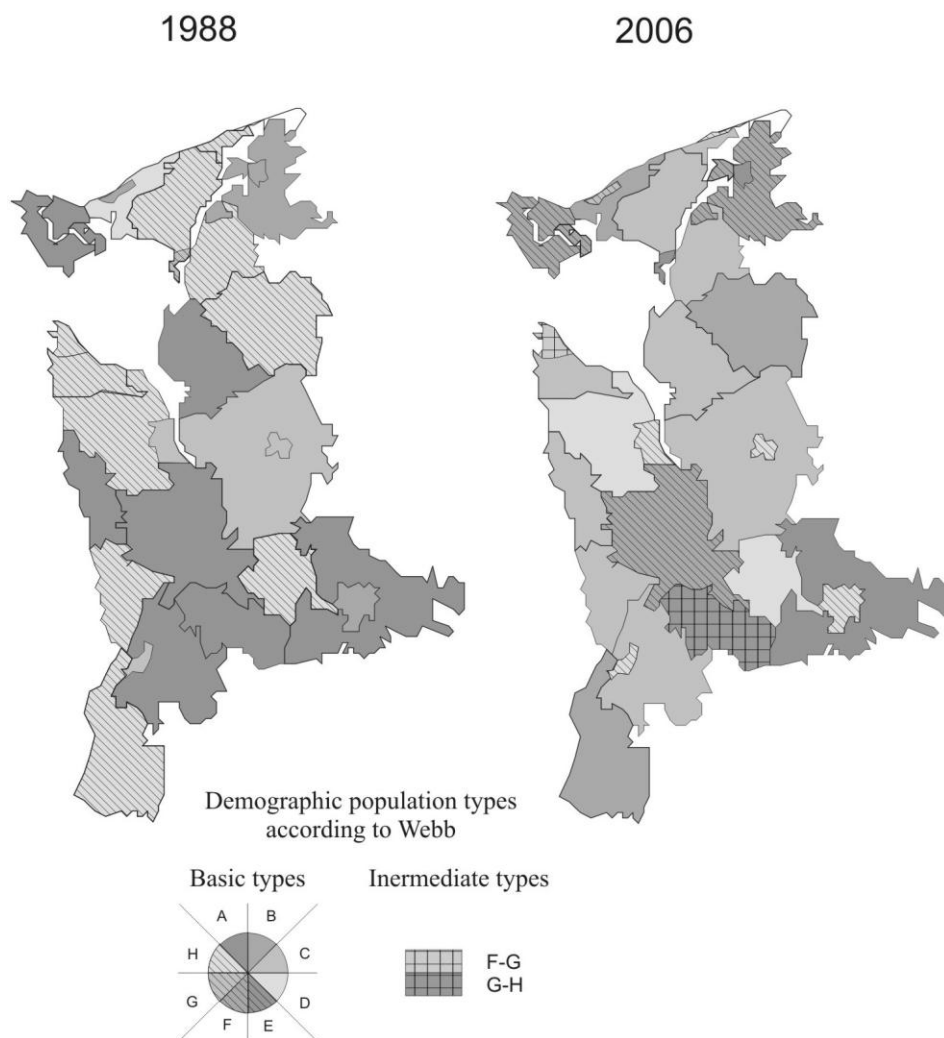 1988
2006
Demographic population types
according to Webb
Basic types
Inermediate types
A
B
H
C
G
D
F
E
F-G
G-H